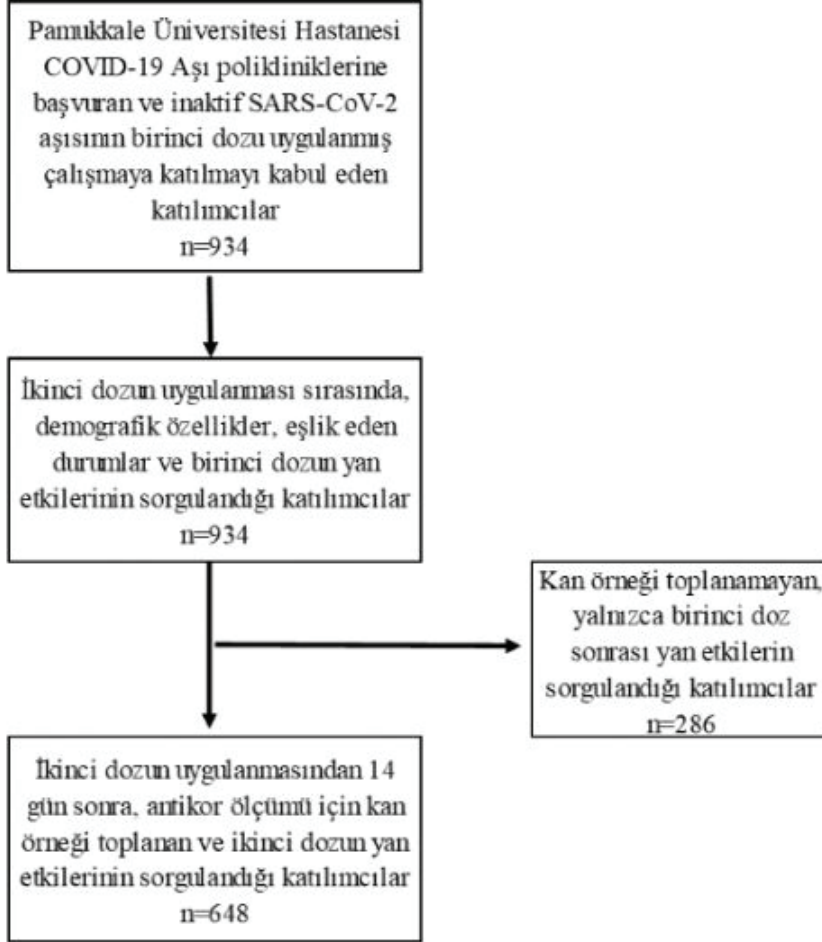 Pamukkale Üniversitesi Hastanesi
COVID-19 Aşı polikliniklerine
başvuran ve inaktif SARS-CoV-2
aşısının birinci dozu uygulanmış
çalışmaya katılmayı kabul eden
katılımcılar
n=934
İkinci dozun uygulanması sırasında,
demografik özellikler, eşlik eden
durumlar ve birinci dozun yan
etkilerinin sorgulandığı katılımcılar
n=934
Kan örneği toplanamayan,
yalnızca birinci doz
sonrası yan etkilerin
sorgulandığı katılımcılar
n=286
İkinci dozun uygulanmasından 14
gün sonra, antikor ölçümü için kan
örneği toplanan ve ikinci dozun yan
etkilerinin sorgulandığı katılımcılar
n=648